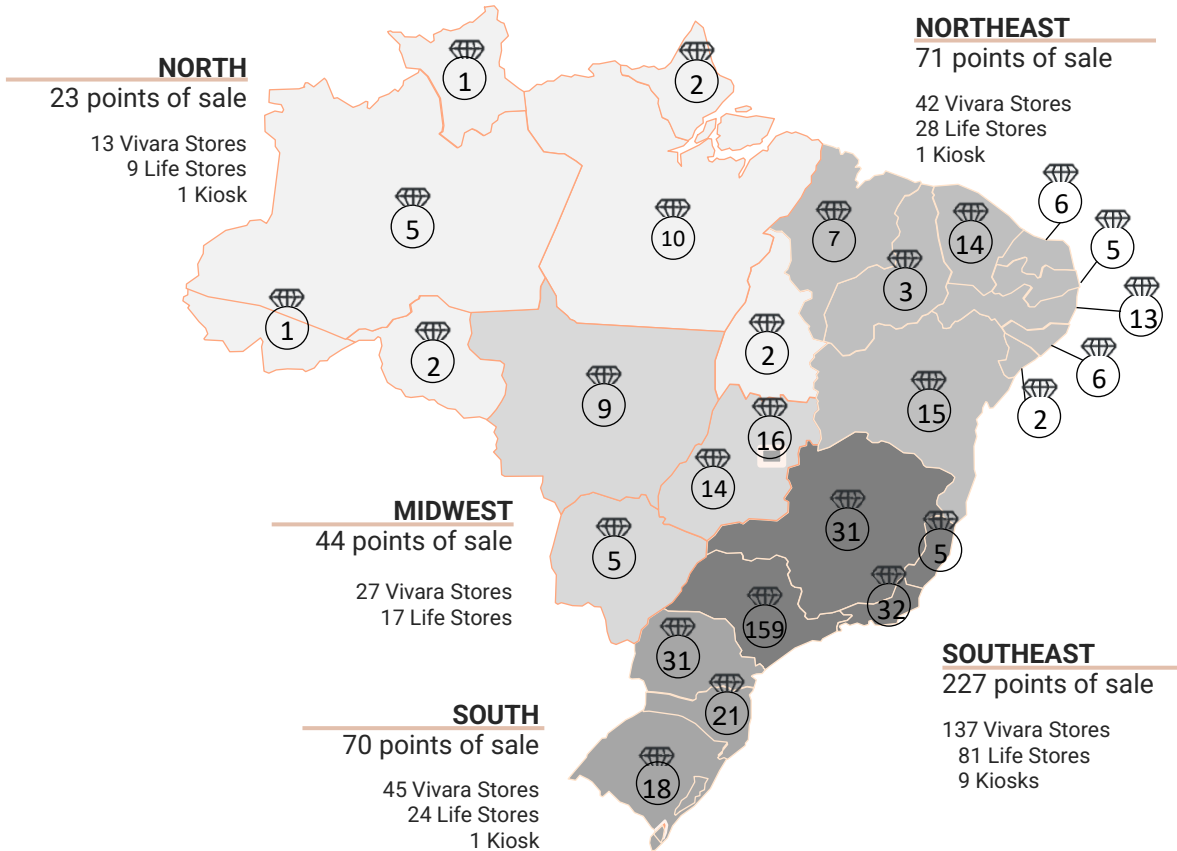 NORTH
23 points of sale
13 Vivara Stores
9 Life Stores
1 Kiosk
NORTHEAST
71 points of sale
42 Vivara Stores
28 Life Stores
1 Kiosk
1
2
5
10
7
3
14
6
5
13
6
2
1
2
2
9
15
16
14
MIDWEST
44 points of sale
27 Vivara Stores
17 Life Stores
5
31
5
32
159
31
21
18
SOUTHEAST
227 points of sale
137 Vivara Stores
81 Life Stores
9 Kiosks
SOUTH
70 points of sale
45 Vivara Stores
24 Life Stores
1 Kiosk